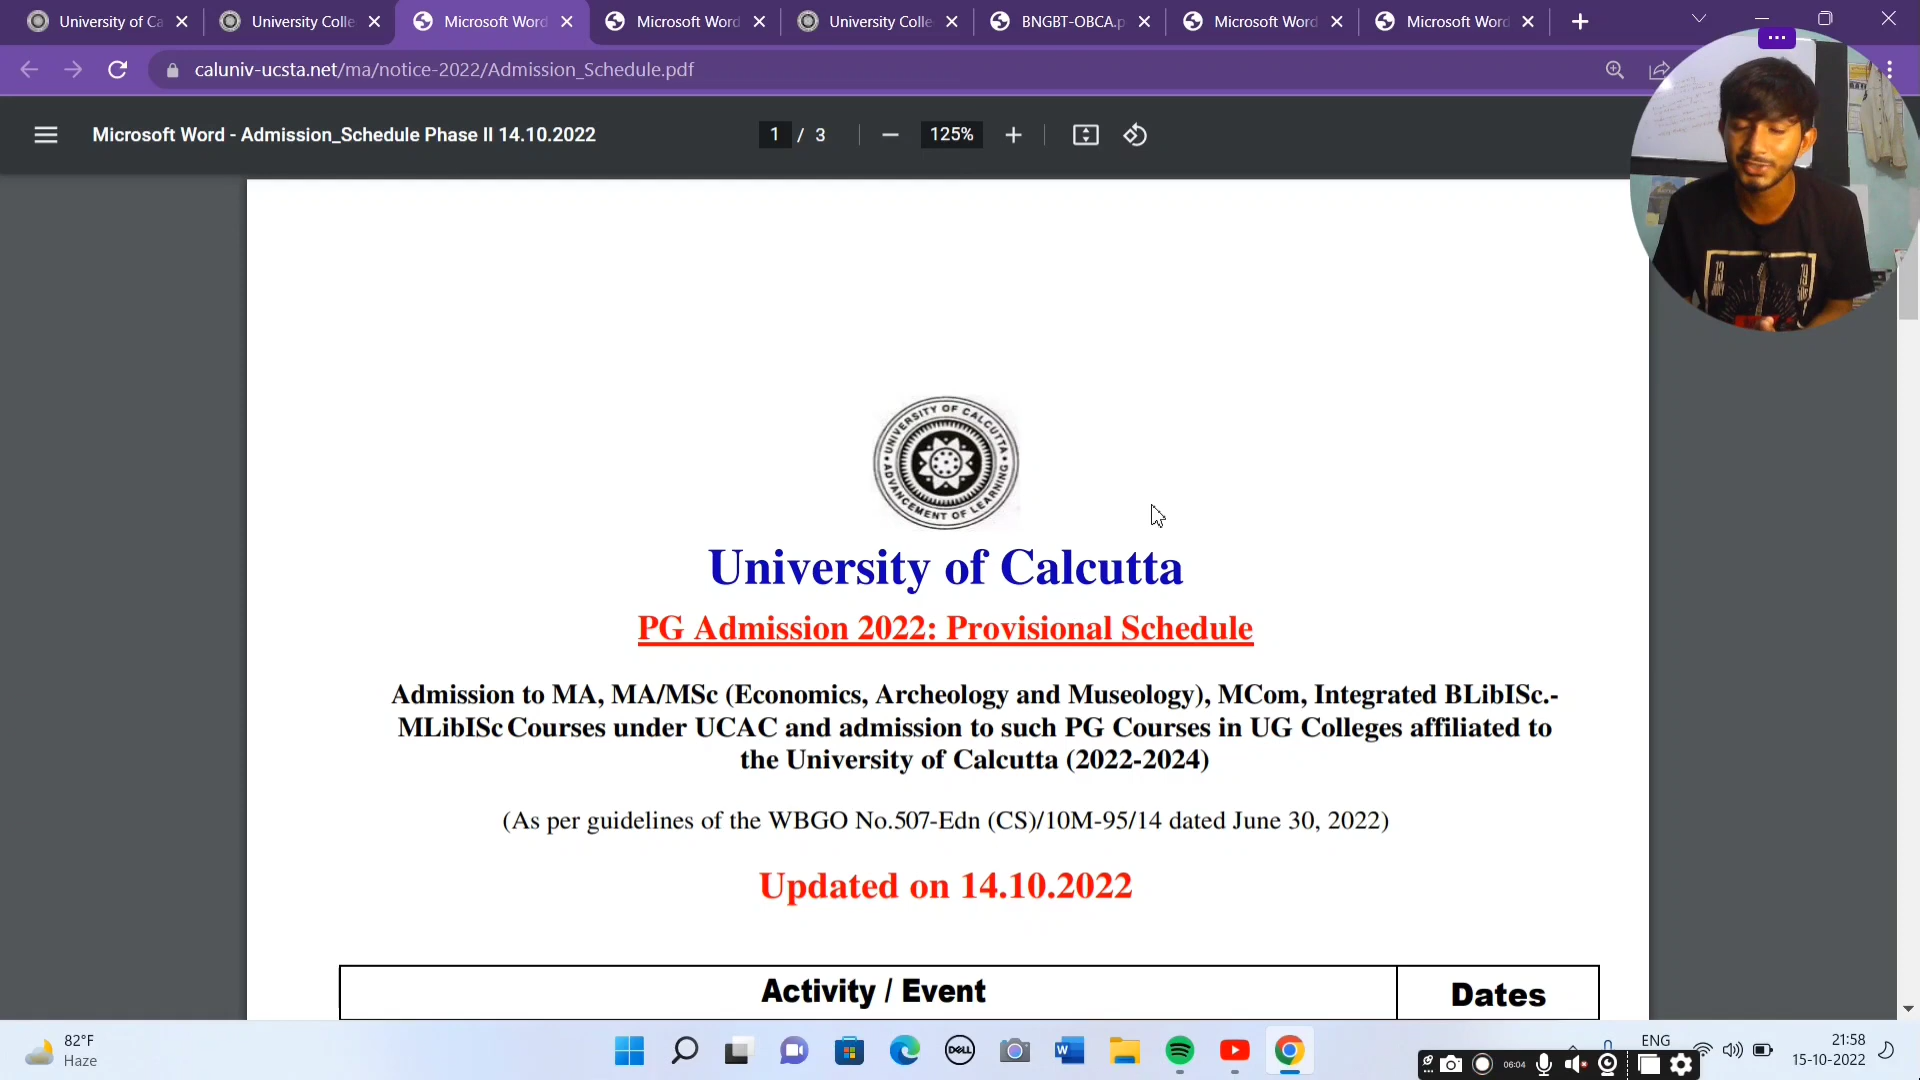 University of Ca
University Colle
Microsoft Word
Microsoft Word
University Colle
BNGBT-OBCA.p
Microsoft Word
Microsoft Word
caluniv-ucsta.net/ma/notice-2022/Admission_Schedule.pdf
Microsoft Word - Admission_Schedule Phase II 14.10.2022
1 / 3
125%
UNIVERSITY OF CALCUTTA
ADVANCEMENT OF LEARNING
University of Calcutta
PG Admission 2022: Provisional Schedule
Admission to MA, MA/MSc (Economics, Archeology and Museology), MCom, Integrated BLibISc.-
MLibISc Courses under UCAC and admission to such PG Courses in UG Colleges affiliated to
the University of Calcutta (2022-2024)
(As per guidelines of the WBGO No.507-Edn (CS)/10M-95/14 dated June 30, 2022)
Updated on 14.10.2022
Activity / Event
Dates
13
JULY
82°F
Haze
DELL
W
06:04
ENG
21:58
15-10-2022